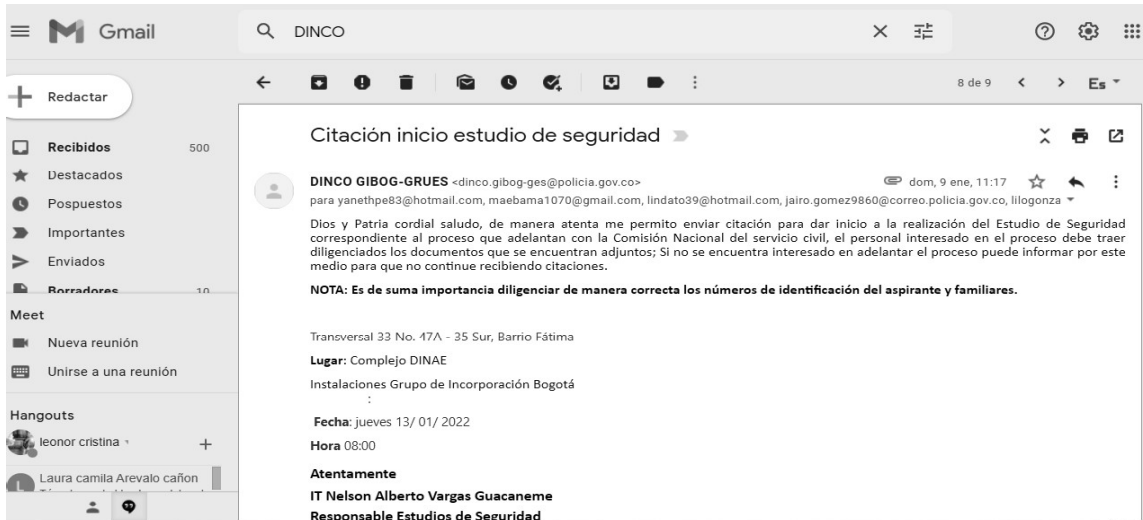 Gmail
DINCO
Redactar
8 de 9
Es
Recibidos 500
Destacados
Pospuestos
Importantes
Enviados
Borradores 10
Meet
Nueva reunión
Unirse a una reunión
Hangouts
leonor cristina
Laura camila Arevalo cañon
Citación inicio estudio de seguridad
DINCO GIBOG-GRUES <dinco.gibog-ges@policia.gov.co> dom, 9 ene, 11:17
para yanethpe83@hotmail.com, maebama1070@gmail.com, lindato39@hotmail.com, jairo.gomez9860@correo.policia.gov.co, lilogonza
Dios y Patria cordial saludo, de manera atenta me permito enviar citación para dar inicio a la realización del Estudio de Seguridad
correspondiente al proceso que adelantan con la Comisión Nacional del servicio civil, el personal interesado en el proceso debe traer
diligenciados los documentos que se encuentran adjuntos; Si no se encuentra interesado en adelantar el proceso puede informar por este
medio para que no continue recibiendo citaciones.
NOTA: Es de suma importancia diligenciar de manera correcta los números de identificación del aspirante y familiares.
Transversal 33 No. 47A - 35 Sur, Barrio Fátima
Lugar: Complejo DINAE
Instalaciones Grupo de Incorporación Bogotá
:
Fecha: jueves 13/ 01/ 2022
Hora 08:00
Atentamente
IT Nelson Alberto Vargas Guacaneme
Responsable Estudios de Seguridad